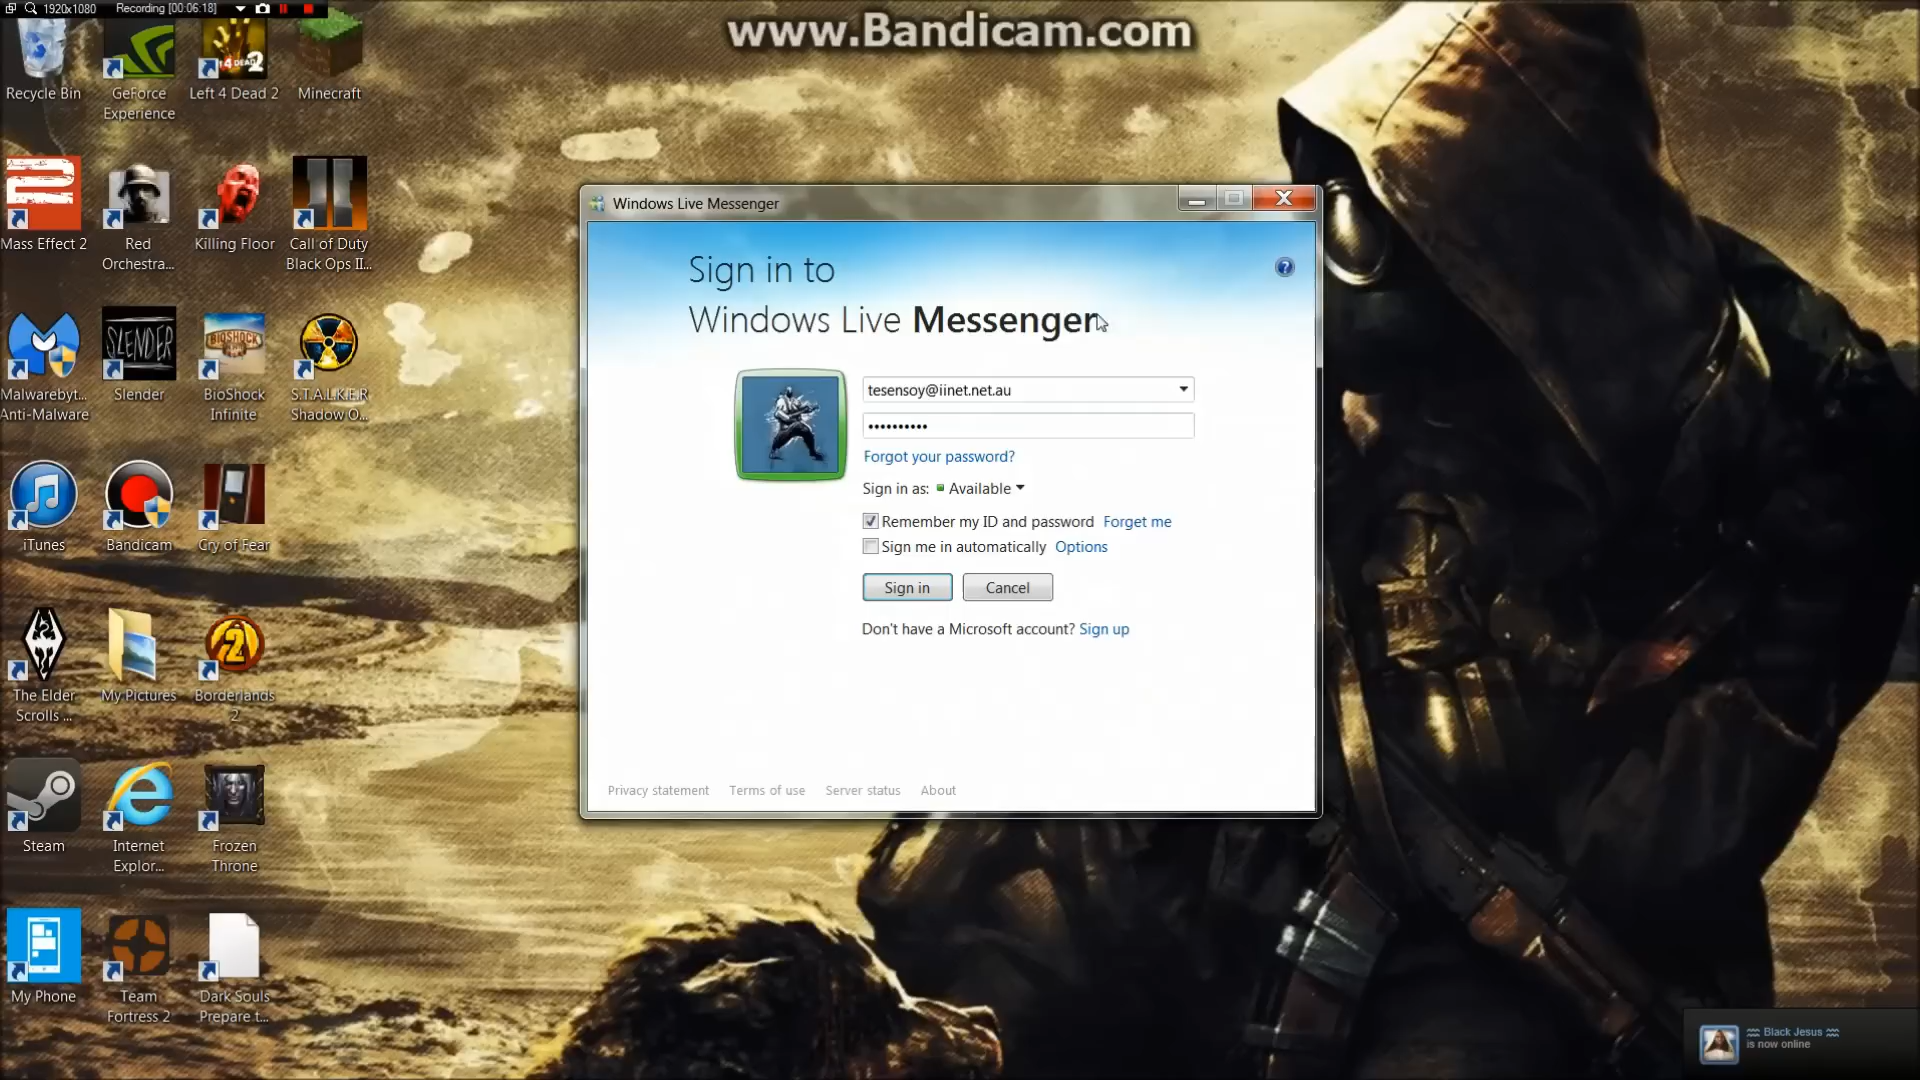 1920x1080 Recording [00:06.18]
www.Bandicam.com
Recycle Bin
GeForce
Experience
Left 4 Dead 2
Minecraft
Mass Effect 2
Red
Orchestra...
Killing Floor
Call of Duty
Black Ops II...
Malwarebyt...
Anti-Malware
SLENDER
Slender
BIOSHOCK
BioShock
Infinite
S.T.A.L.K.E.R
Shadow O...
iTunes
Bandicam
Cry of Fear
The Elder
Scrolls ...
My Pictures
Borderlands
2
Steam
Internet
Explor...
Frozen
Throne
My Phone
Team
Fortress 2
Dark Souls
Prepare t...
Windows Live Messenger
Sign in to
Windows Live Messenger
tesensoy@iinet.net.au
••••••••••
Forgot your password?
Sign in as: Available
Remember my ID and password Forget me
Sign me in automatically Options
Sign in Cancel
Don't have a Microsoft account? Sign up
Privacy statement Terms of use Server status About
Black Jesus
is now online